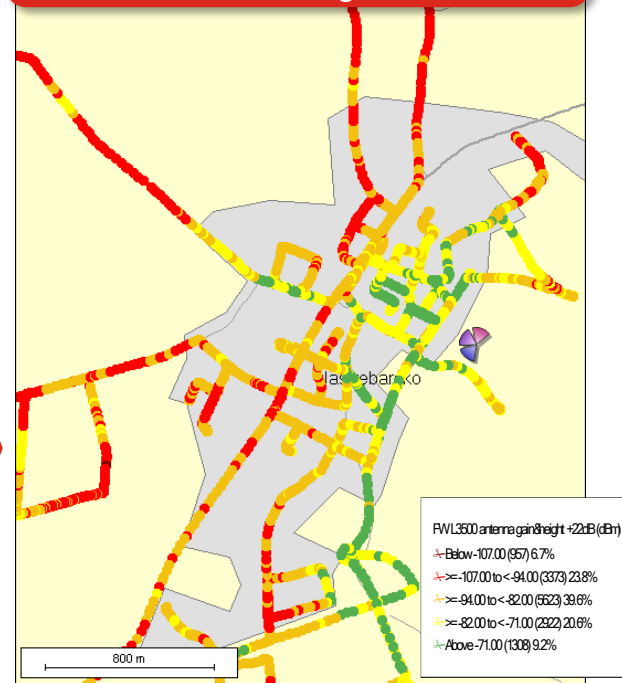 FWL3500 antenna gain&height +22dB (dBm)
Below -107.00 (957) 6.7%
>= -107.00 to < -94.00 (3373) 23.8%
>= -94.00 to < -82.00 (5623) 39.6%
>= -82.00 to < -71.00 (2922) 20.6%
Above -71.00 (1308) 9.2%
800 m